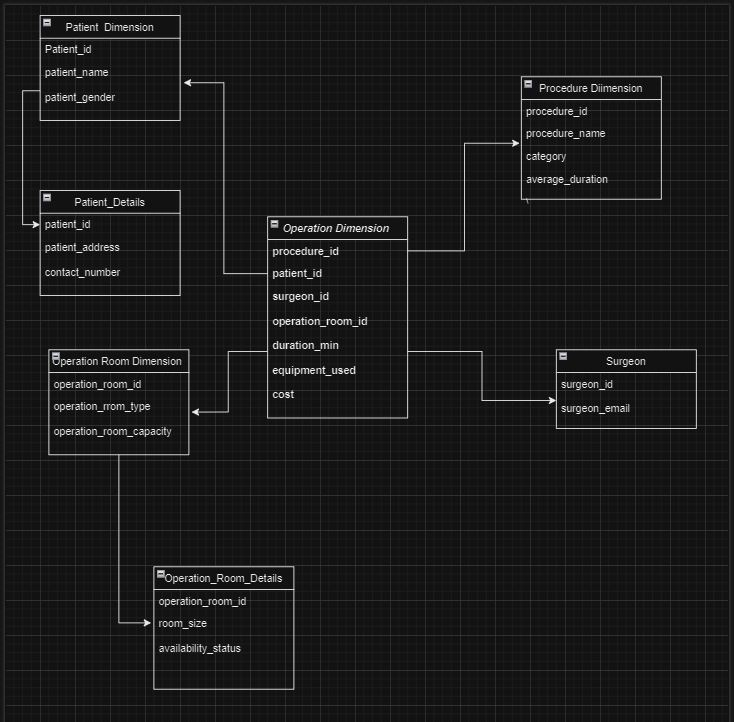 Patient Dimension
Patient_id
patient_name
patient_gender
Procedure Diimension
procedure_id
procedure_name
category
average_duration
\
Patient_Details
patient_id
patient_address
contact_number
Operation Dimension
procedure_id
patient_id
surgeon_id
operation_room_id
duration_min
equipment_used
cost
Operation Room Dimension
operation_room_id
operation_rrom_type
operation_room_capacity
Surgeon
surgeon_id
surgeon_email
Operation_Room_Details
operation_room_id
room_size
availability_status